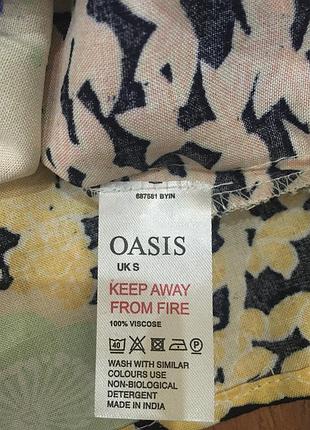 687581 BYIN
OASIS
UK S
KEEP AWAY
FROM FIRE
100% VISCOSE
40 P
WASH WITH SIMILAR
COLOURS USE
NON-BIOLOGICAL
DETERGENT
MADE IN INDIA